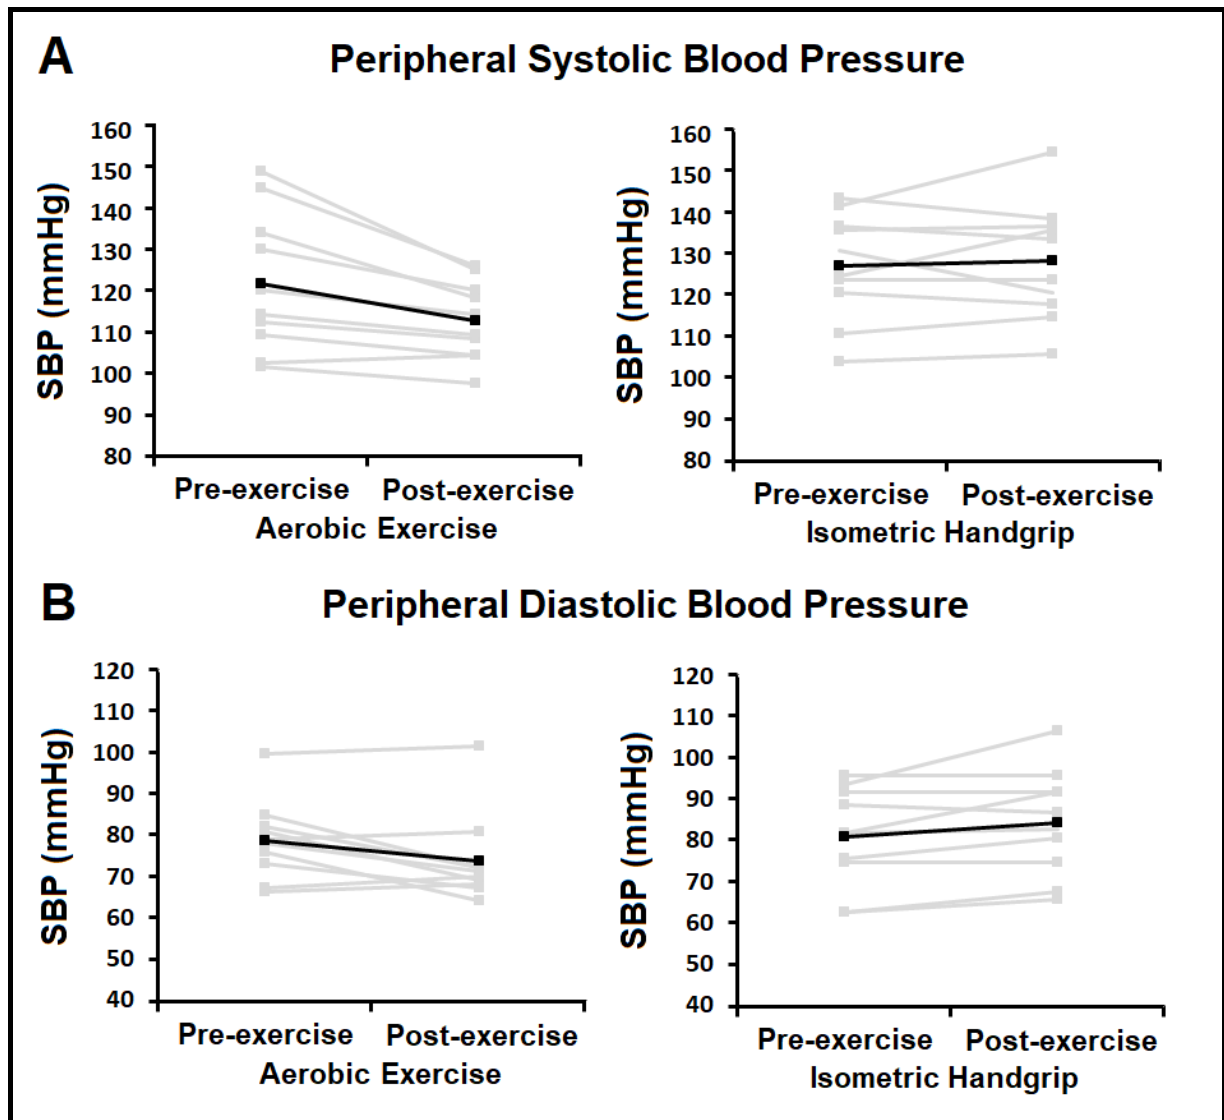 A
Peripheral Systolic Blood Pressure
SBP (mmHg)
160
150
140
130
120
110
100
90
80
Pre-exercise Post-exercise
Aerobic Exercise
SBP (mmHg)
160
150
140
130
120
110
100
90
80
Pre-exercise Post-exercise
Isometric Handgrip
B
Peripheral Diastolic Blood Pressure
SBP (mmHg)
120
110
100
90
80
70
60
50
40
Pre-exercise Post-exercise
Aerobic Exercise
SBP (mmHg)
120
110
100
90
80
70
60
50
40
Pre-exercise Post-exercise
Isometric Handgrip